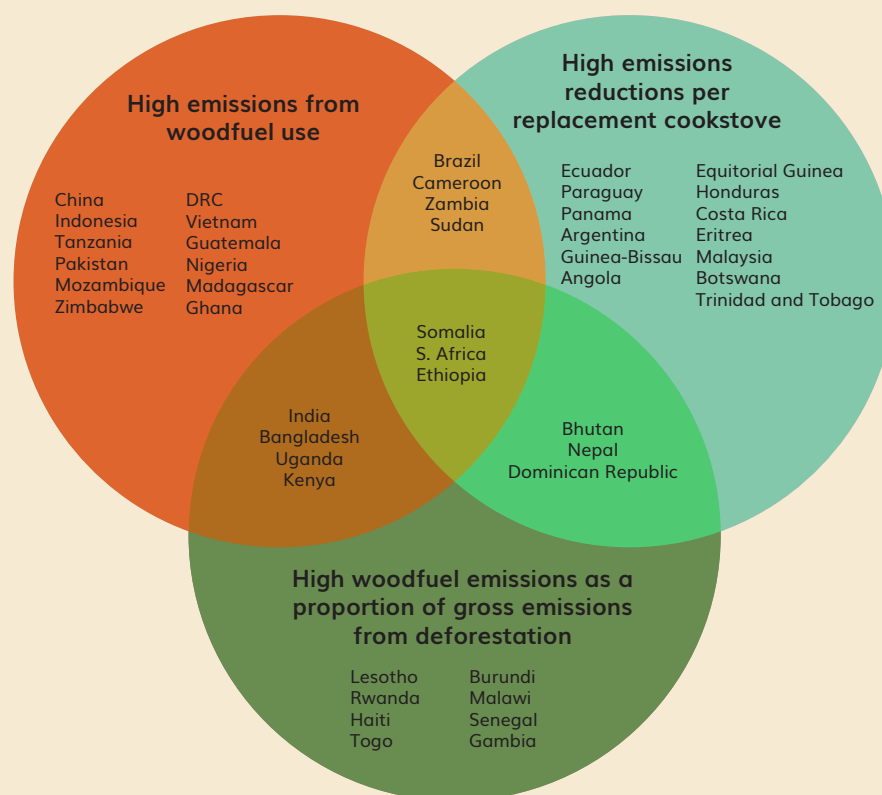 High emissions from
woodfuel use
China
Indonesia
Tanzania
Pakistan
Mozambique
Zimbabwe
DRC
Vietnam
Guatemala
Nigeria
Madagascar
Ghana
Brazil
Cameroon
Zambia
Sudan
High emissions
reductions per
replacement cookstove
Ecuador
Paraguay
Panama
Argentina
Guinea-Bissau
Angola
Equitorial Guinea
Honduras
Costa Rica
Eritrea
Malaysia
Botswana
Trinidad and Tobago
Somalia
S. Africa
Ethiopia
India
Bangladesh
Uganda
Kenya
Bhutan
Nepal
Dominican Republic
High woodfuel emissions as a
proportion of gross emissions
from deforestation
Lesotho
Rwanda
Haiti
Togo
Burundi
Malawi
Senegal
Gambia